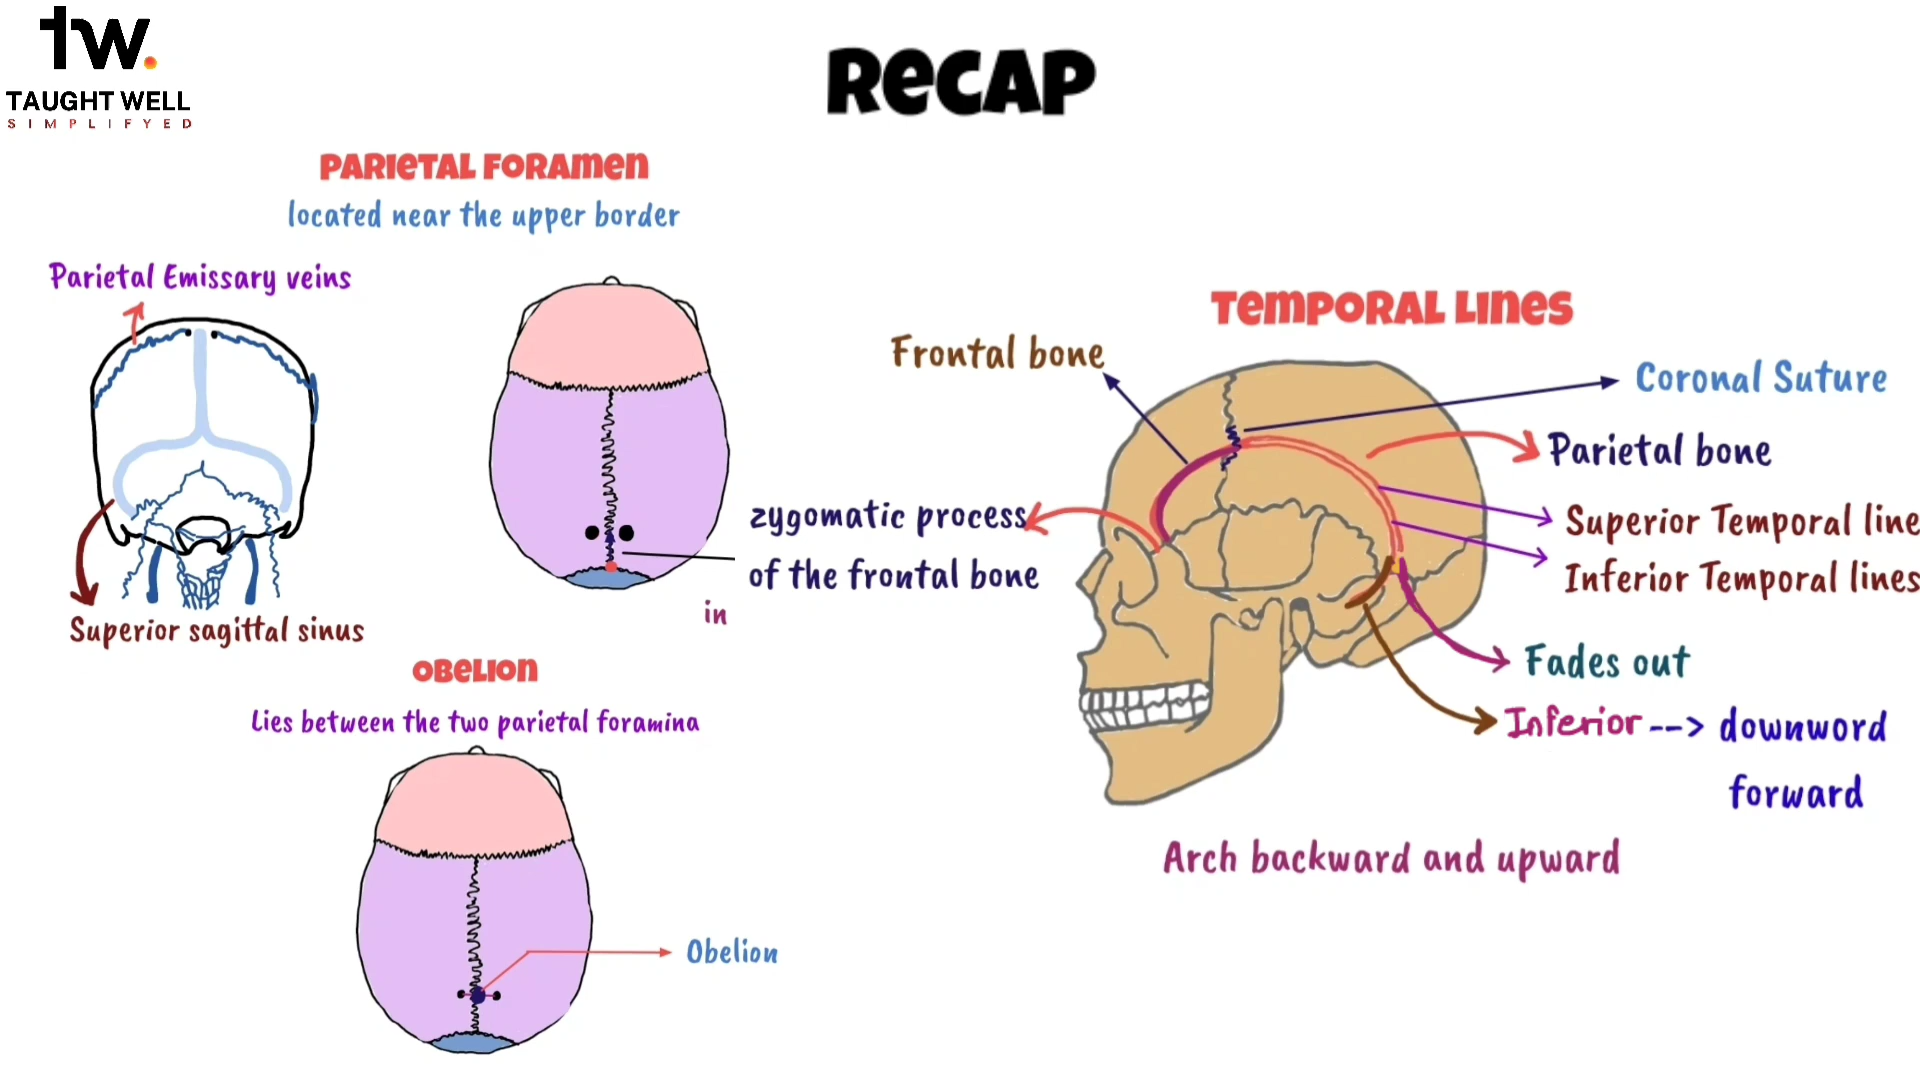 tw.
TAUGHT WELL
SIMPLIFYED
RECAP
PARIETAL FORAMEN
located near the upper border
Parietal Emissary veins
Superior sagittal sinus
in
OBELION
Lies between the two parietal foramina
Obelion
TEMPORAL LINES
Frontal bone
Coronal Suture
Parietal bone
zygomatic process
of the frontal bone
Superior Temporal line
Inferior Temporal lines
Fades out
Inferior --> downword
forward
Arch backward and upward